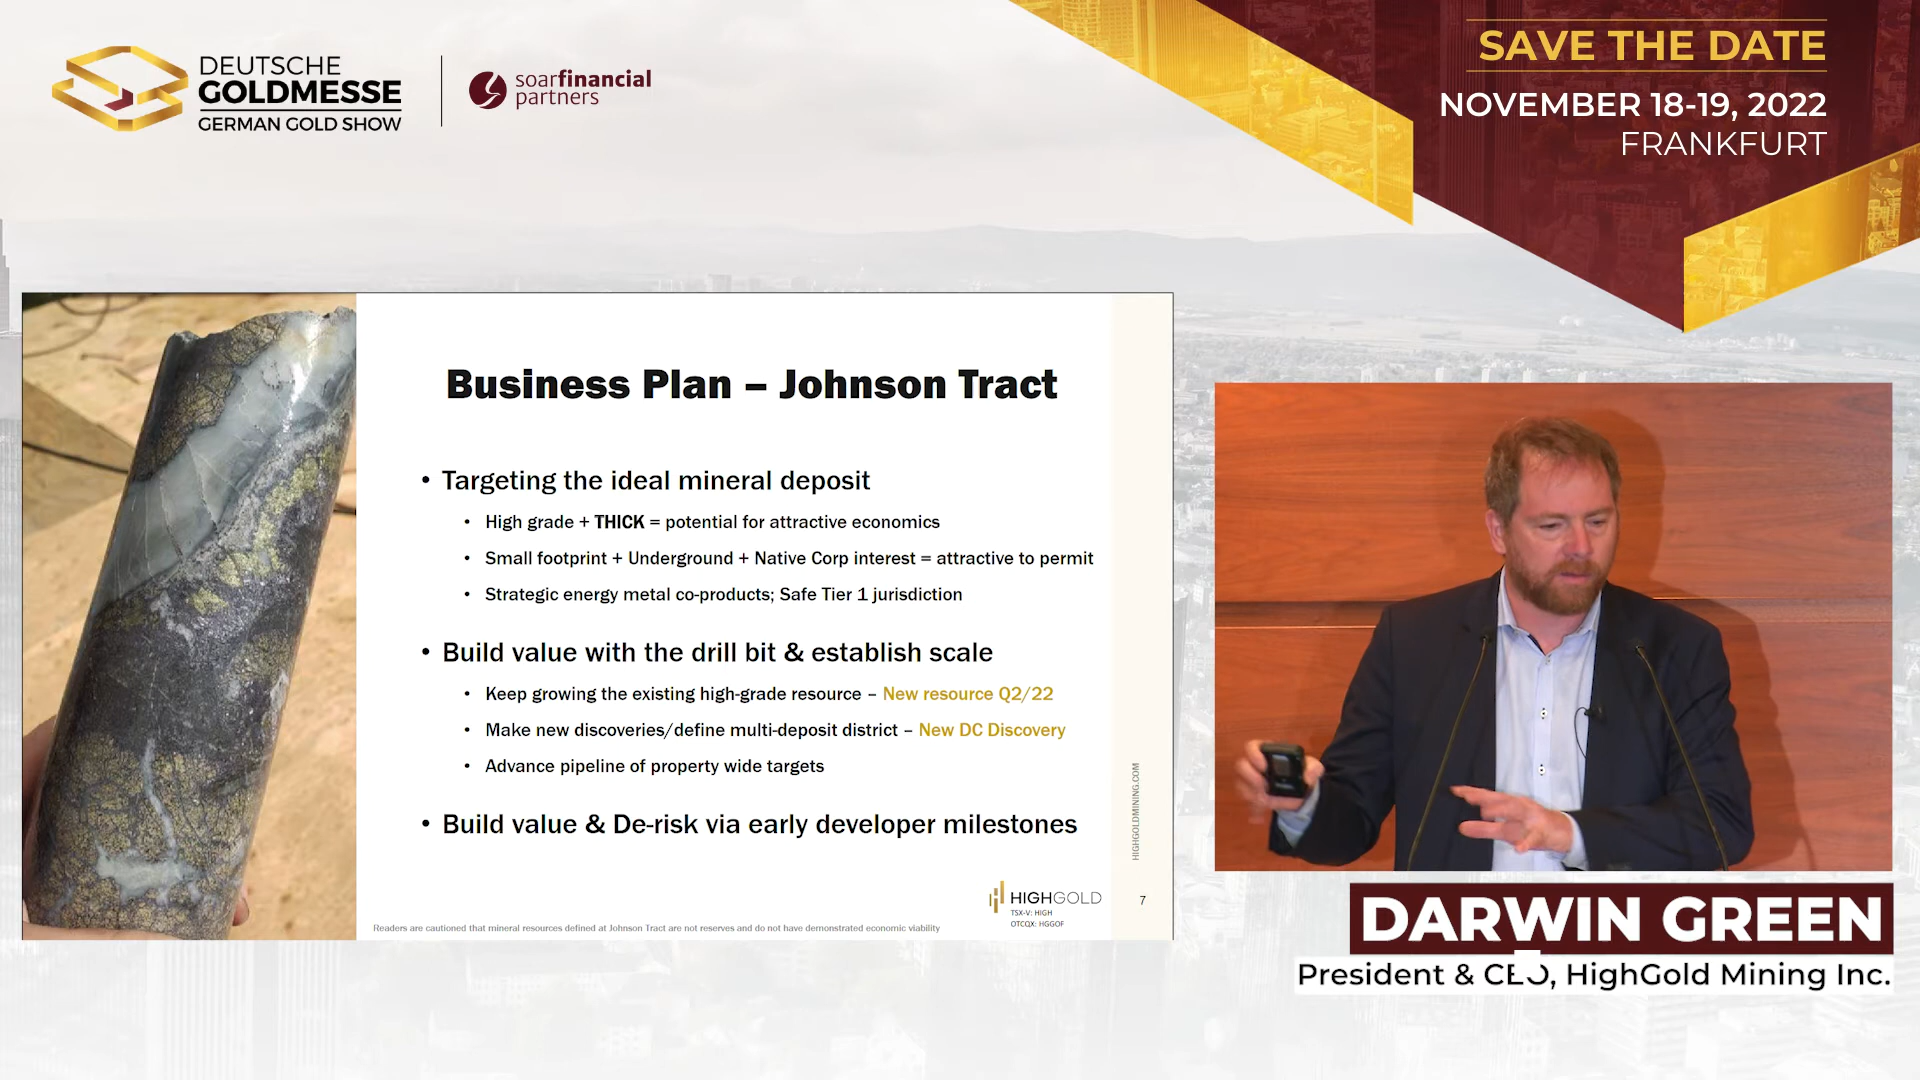 DEUTSCHE
GOLDMESSE
GERMAN GOLD SHOW
soarfinancial
partners
SAVE THE DATE
NOVEMBER 18-19, 2022
FRANKFURT
Business Plan – Johnson Tract
• Targeting the ideal mineral deposit
• High grade + THICK = potential for attractive economics
• Small footprint + Underground + Native Corp interest = attractive to permit
• Strategic energy metal co-products; Safe Tier 1 jurisdiction
• Build value with the drill bit & establish scale
• Keep growing the existing high-grade resource – New resource Q2/22
• Make new discoveries/define multi-deposit district – New DC Discovery
• Advance pipeline of property wide targets
• Build value & De-risk via early developer milestones
HIGHGOLDMINING.COM
HIGHGOLD
TSX-V: HIGH
OTCQX: HGGOF
7
Readers are cautioned that mineral resources defined at Johnson Tract are not reserves and do not have demonstrated economic viability
DARWIN GREEN
President & CEO, HighGold Mining Inc.